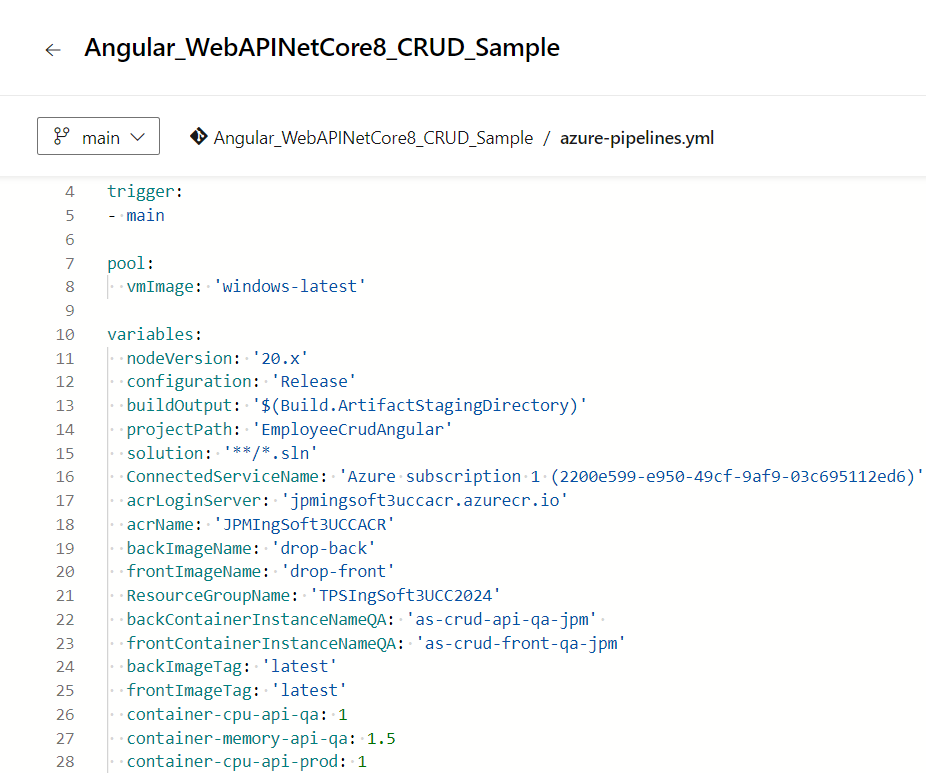 Angular_WebAPINetCore8_CRUD_Sample
main
Angular_WebAPINetCore8_CRUD_Sample / azure-pipelines.yml
4 trigger:
5 - main
6
7 pool:
8 vmImage: 'windows-latest'
9
10 variables:
11 nodeVersion: '20.x'
12 configuration: 'Release'
13 buildOutput: '$(Build.ArtifactStagingDirectory)'
14 projectPath: 'EmployeeCrudAngular'
15 solution: '**/*.sln'
16 ConnectedServiceName: 'Azure subscription 1 (2200e599-e950-49cf-9af9-03c695112ed6)'
17 acrLoginServer: 'jpmingsoft3uccacr.azurecr.io'
18 acrName: 'JPMIngSoft3UCCACR'
19 backImageName: 'drop-back'
20 frontImageName: 'drop-front'
21 ResourceGroupName: 'TPSIngSoft3UCC2024'
22 backContainerInstanceNameQA: 'as-crud-api-qa-jpm'
23 frontContainerInstanceNameQA: 'as-crud-front-qa-jpm'
24 backImageTag: 'latest'
25 frontImageTag: 'latest'
26 container-cpu-api-qa: 1
27 container-memory-api-qa: 1.5
28 container-cpu-api-prod: 1